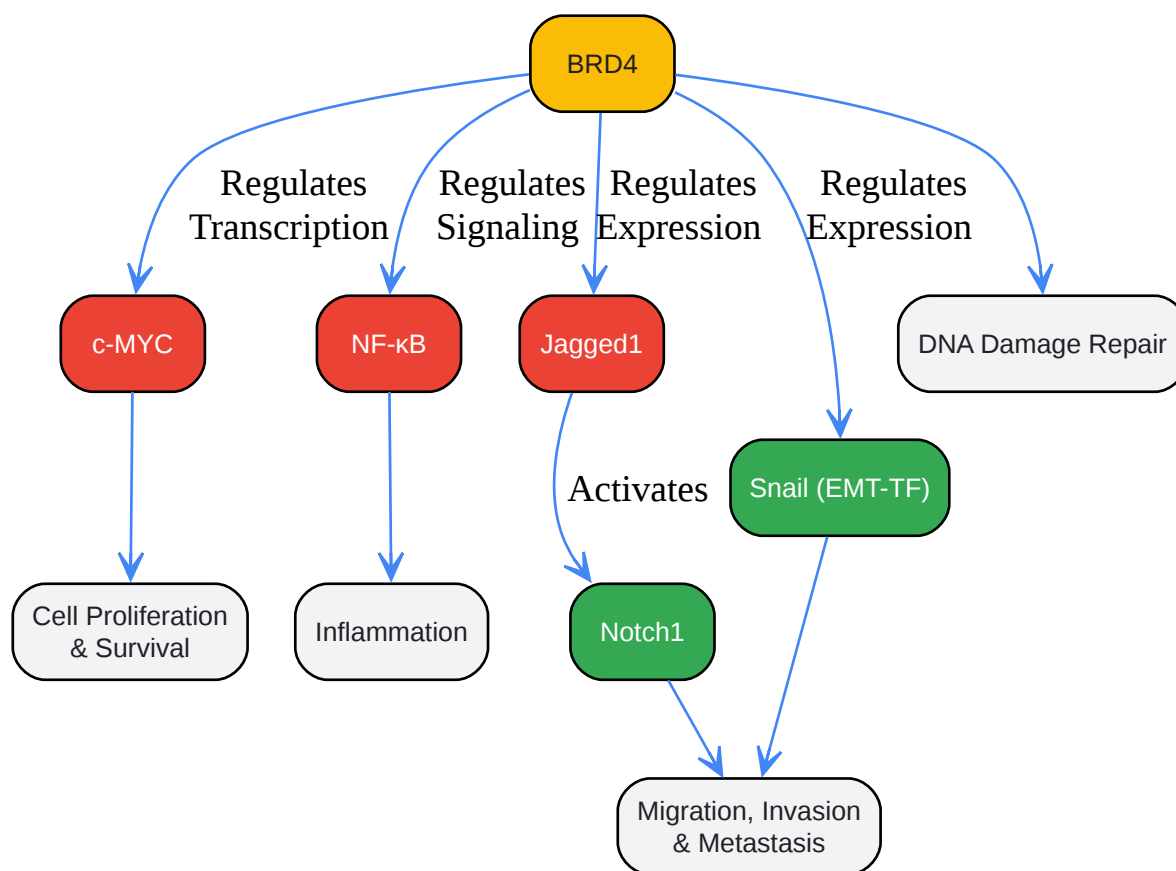 BRD4
Regulates
Transcription
Regulates
Signaling
Regulates
Expression
Regulates
Expression
c-MYC
NF-κB
Jagged1
DNA Damage Repair
Activates
Snail (EMT-TF)
Cell Proliferation
& Survival
Inflammation
Notch1
Migration, Invasion
& Metastasis